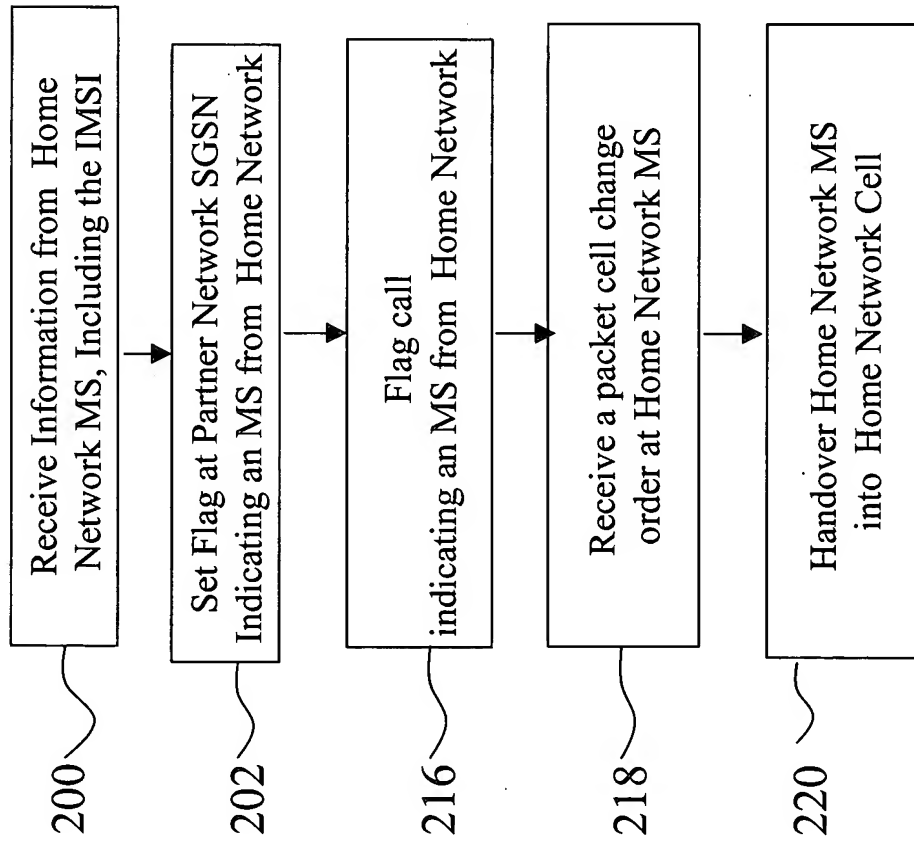 200
Receive Information from Home
Network MS, Including the IMSI
202
Set Flag at Partner Network SGSN
Indicating an MS from Home Network
216
Flag call
indicating an MS from Home Network
218
Receive a packet cell change
order at Home Network MS
220
Handover Home Network MS
into Home Network Cell